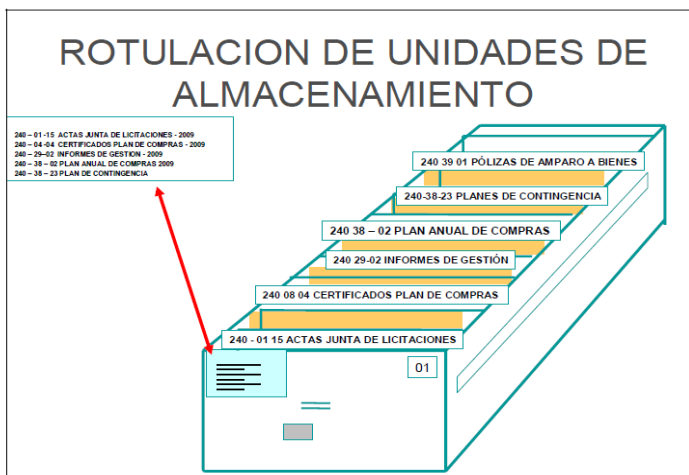 ROTULACION DE UNIDADES DE
ALMACENAMIENTO
240 – 01 -15 ACTAS JUNTA DE LICITACIONES - 2009
240 – 04 -04 CERTIFICADOS PLAN DE COMPRAS - 2009
240 – 29–02 INFORMES DE GESTION - 2009
240 – 38 – 02 PLAN ANUAL DE COMPRAS 2009
240 – 38 – 23 PLAN DE CONTINGENCIA
240 39 01 PÓLIZAS DE AMPARO A BIENES
240-38-23 PLANES DE CONTINGENCIA
240 38 – 02 PLAN ANUAL DE COMPRAS
240 29-02 INFORMES DE GESTIÓN
240 08 04 CERTIFICADOS PLAN DE COMPRAS
240 - 01 15 ACTAS JUNTA DE LICITACIONES
01